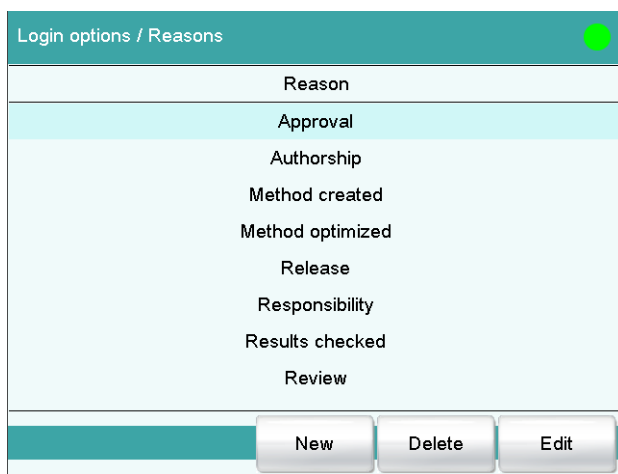 Login options / Reasons
Reason
Approval
Authorship
Method created
Method optimized
Release
Responsibility
Results checked
Review
New Delete Edit